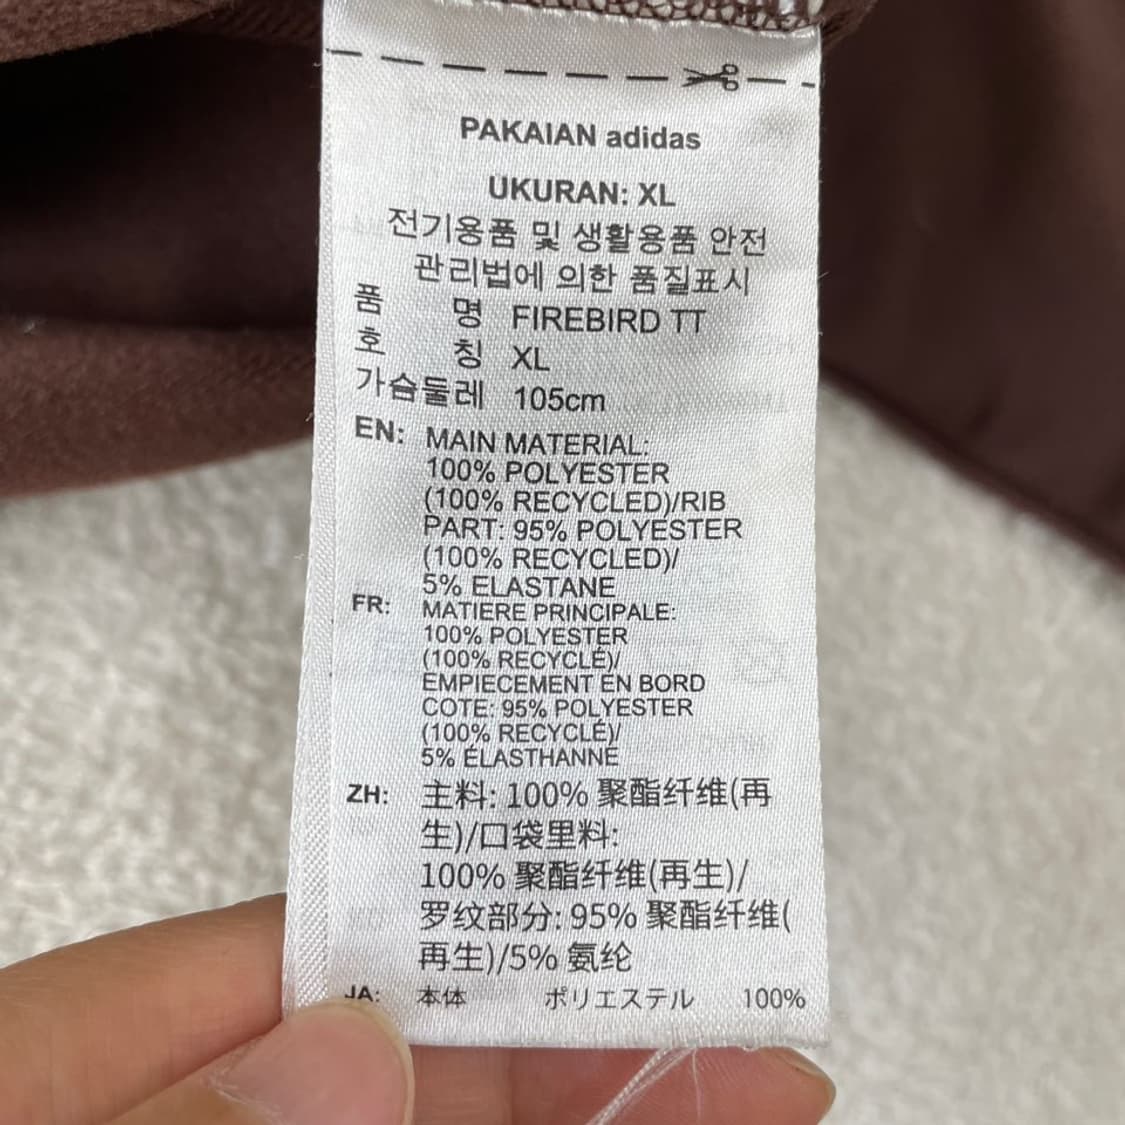 PAKAIAN adidas
UKURAN: XL
전기용품 및 생활용품 안전
관리법에 의한 품질표시
품 명 FIREBIRD TT
호 칭 XL
가슴둘레 105cm
EN: MAIN MATERIAL:
100% POLYESTER
(100% RECYCLED)/RIB
PART: 95% POLYESTER
(100% RECYCLED)/
5% ELASTANE
FR: MATIERE PRINCIPALE:
100% POLYESTER
(100% RECYCLÉ)/
EMPIECEMENT EN BORD
COTE: 95% POLYESTER
(100% RECYCLÉ)/
5% ÉLASTHANNE
ZH: 主料: 100% 聚酯纤维(再
生)/口袋里料:
100% 聚酯纤维(再生)/
罗纹部分: 95% 聚酯纤维(
再生)/5% 氨纶
JA: 本体 ポリエステル 100%